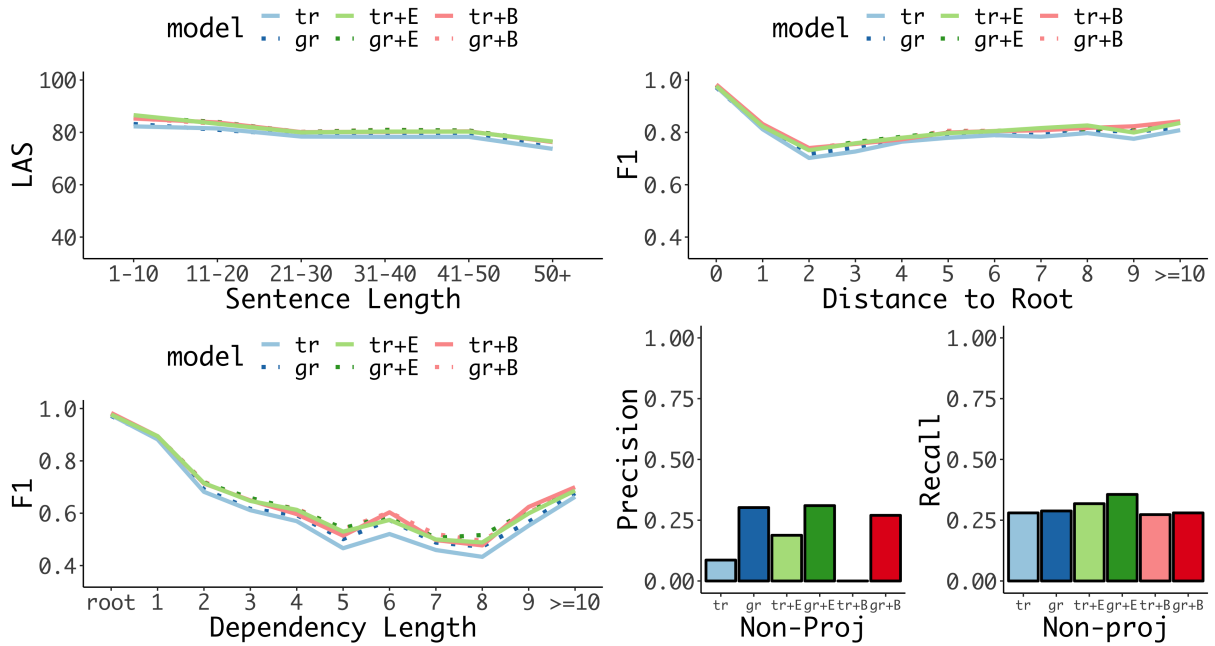 model tr tr+E tr+B
gr gr+E gr+B
LAS
100
80
60
40
1-10 11-20 21-30 31-40 41-50 50+
Sentence Length
model tr tr+E tr+B
gr gr+E gr+B
F1
1.0
0.8
0.6
0.4
0 1 2 3 4 5 6 7 8 9 >=10
Distance to Root
model tr tr+E tr+B
gr gr+E gr+B
F1
1.0
0.8
0.6
0.4
root 1 2 3 4 5 6 7 8 9 >=10
Dependency Length
Precision
1.00
0.75
0.50
0.25
0.00
tr gr tr+E gr+E tr+B gr+B
Non-Proj
Recall
1.00
0.75
0.50
0.25
0.00
tr gr tr+E gr+E tr+B gr+B
Non-proj